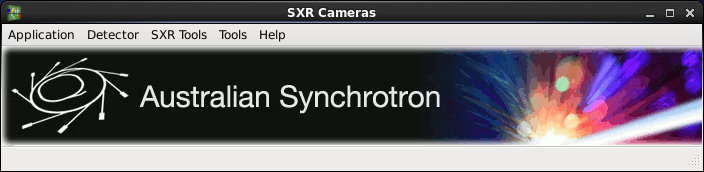 SXR Cameras
Application Detector SXR Tools Tools Help
Australian Synchrotron